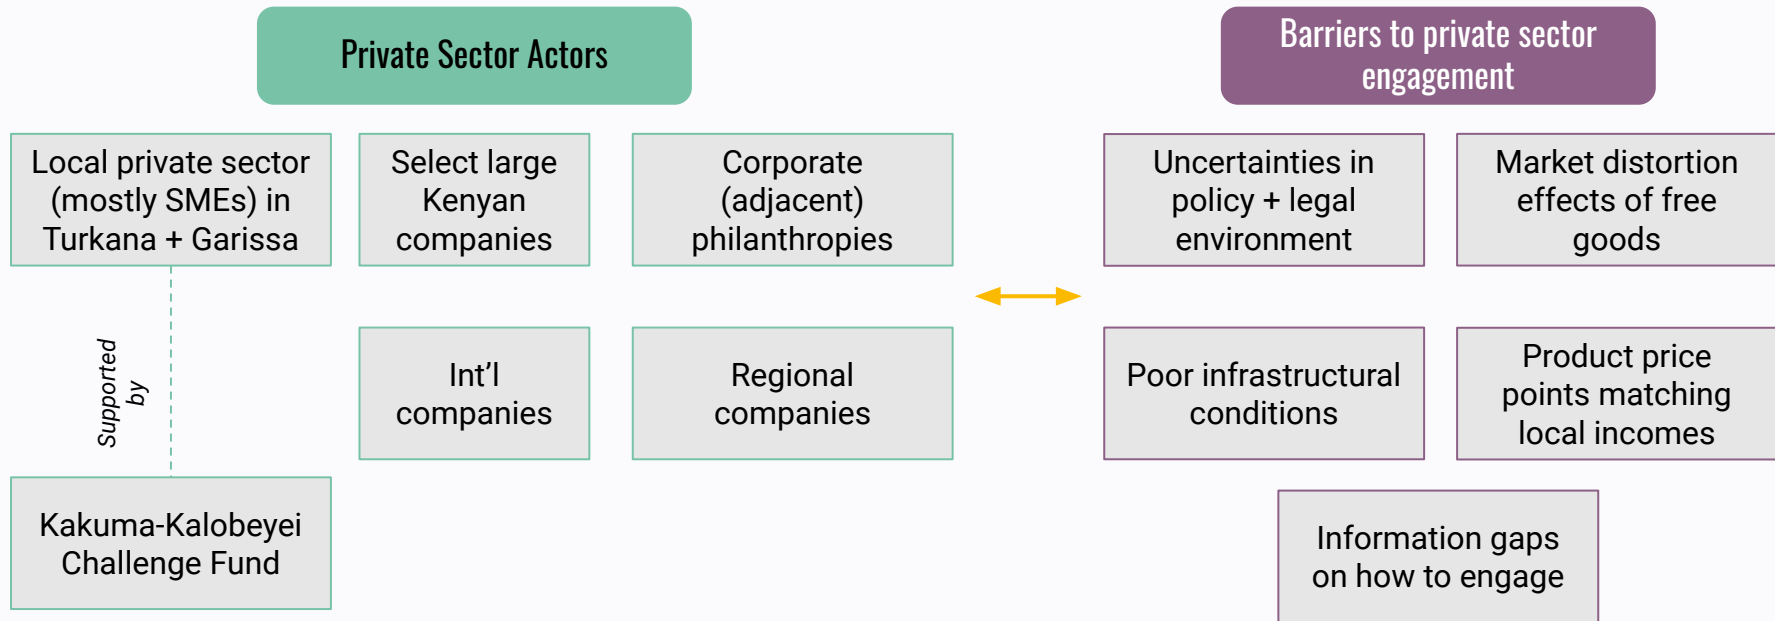 Private Sector Actors
Local private sector
(mostly SMEs) in
Turkana + Garissa
Select large
Kenyan
companies
Corporate
(adjacent)
philanthropies
Int’l
companies
Regional
companies
Supported
by
Kakuma-Kalobeyei
Challenge Fund
Barriers to private sector
engagement
Uncertainties in
policy + legal
environment
Market distortion
effects of free
goods
Poor infrastructural
conditions
Product price
points matching
local incomes
Information gaps
on how to engage